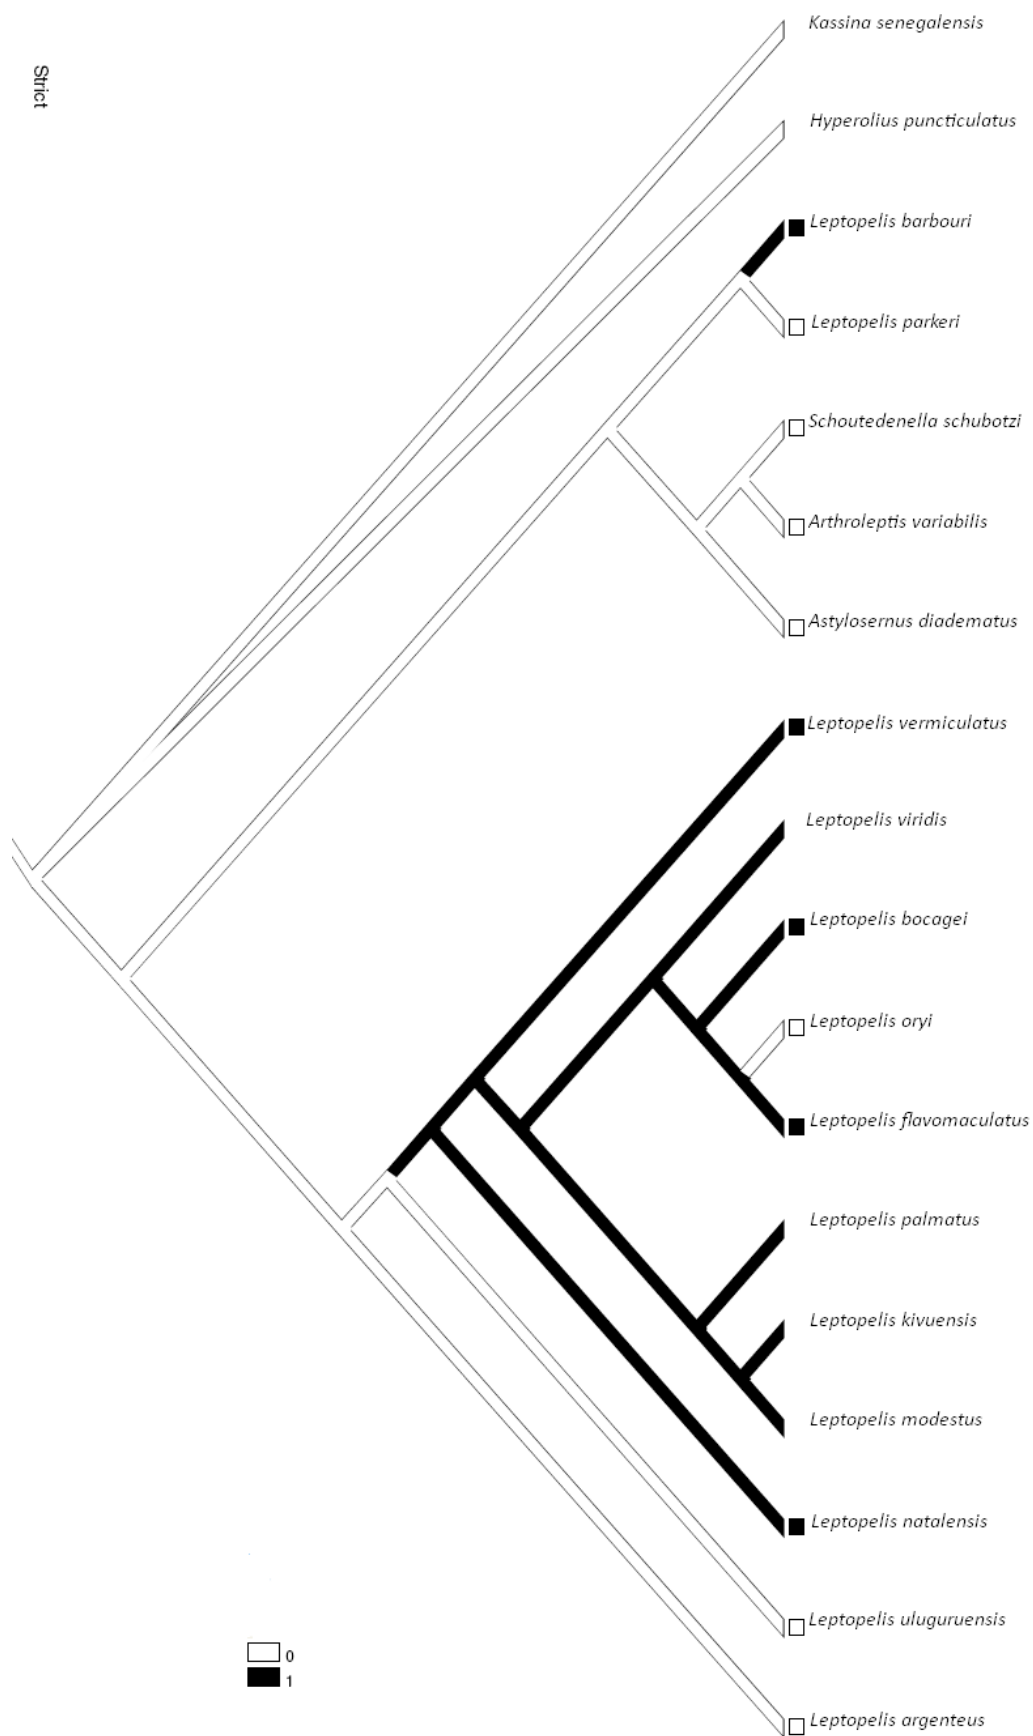 Strict
Kassina senegalensis
Hyperolius puncticulatus
Leptopelis barbouri
Leptopelis parkeri
Schoutedenella schubotzi
Arthroleptis variabilis
Astylosernus diadematus
Leptopelis vermiculatus
Leptopelis viridis
Leptopelis bocagei
Leptopelis oryi
Leptopelis flavomaculatus
Leptopelis palmatus
Leptopelis kivuensis
Leptopelis modestus
Leptopelis natalensis
Leptopelis uluguruensis
Leptopelis argenteus
0
1